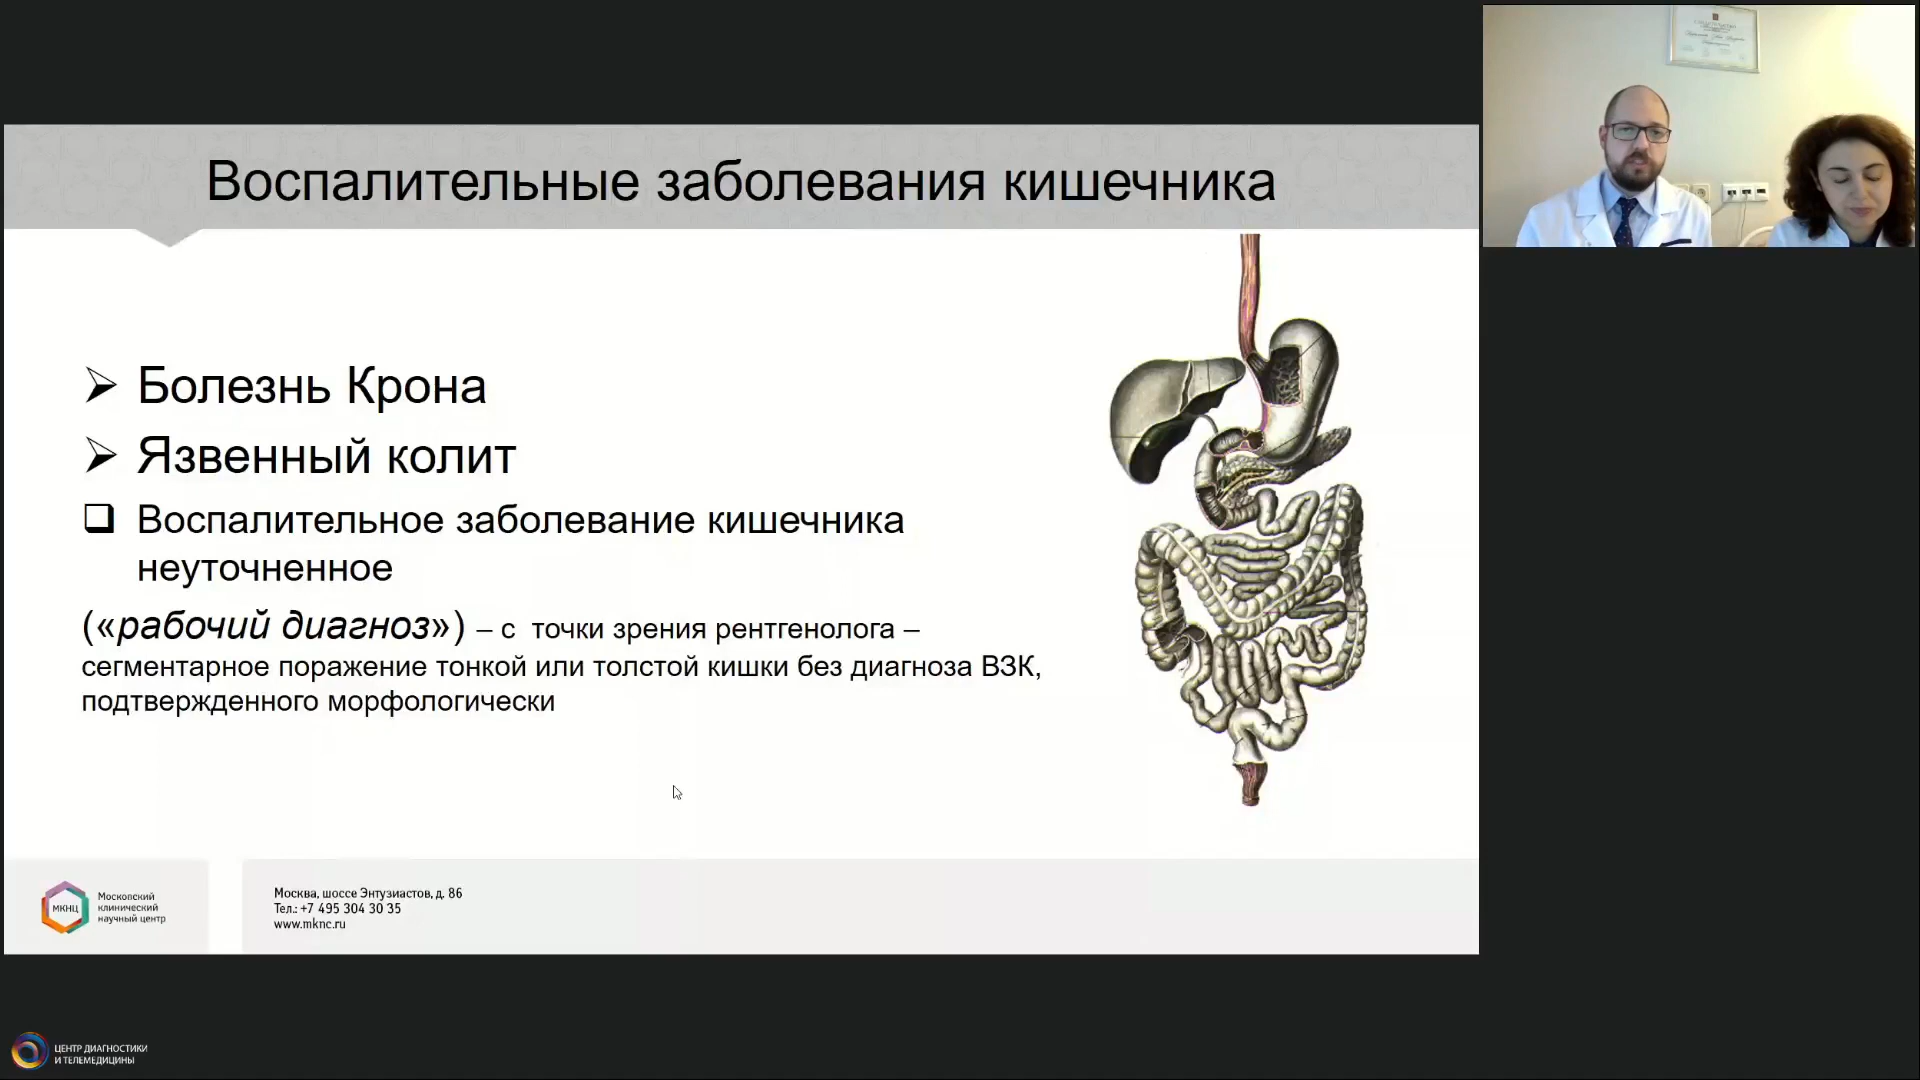 Воспалительные заболевания кишечника
Болезнь Крона
Язвенный колит
Воспалительное заболевание кишечника
неуточненное
(«рабочий диагноз») – с точки зрения рентгенолога –
сегментарное поражение тонкой или толстой кишки без диагноза ВЗК,
подтвержденного морфологически
МКНЦ
Московский
клинический
научный центр
Москва, шоссе Энтузиастов, д. 86
Тел.: +7 495 304 30 35
www.mknc.ru
ЦЕНТР ДИАГНОСТИКИ
И ТЕЛЕМЕДИЦИНЫ